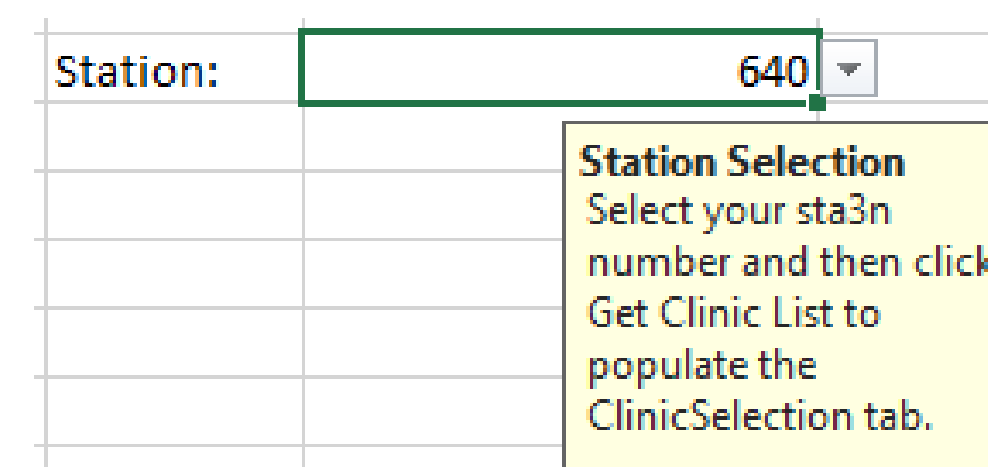 Station: 640
Station Selection
Select your sta3n
number and then click
Get Clinic List to
populate the
ClinicSelection tab.